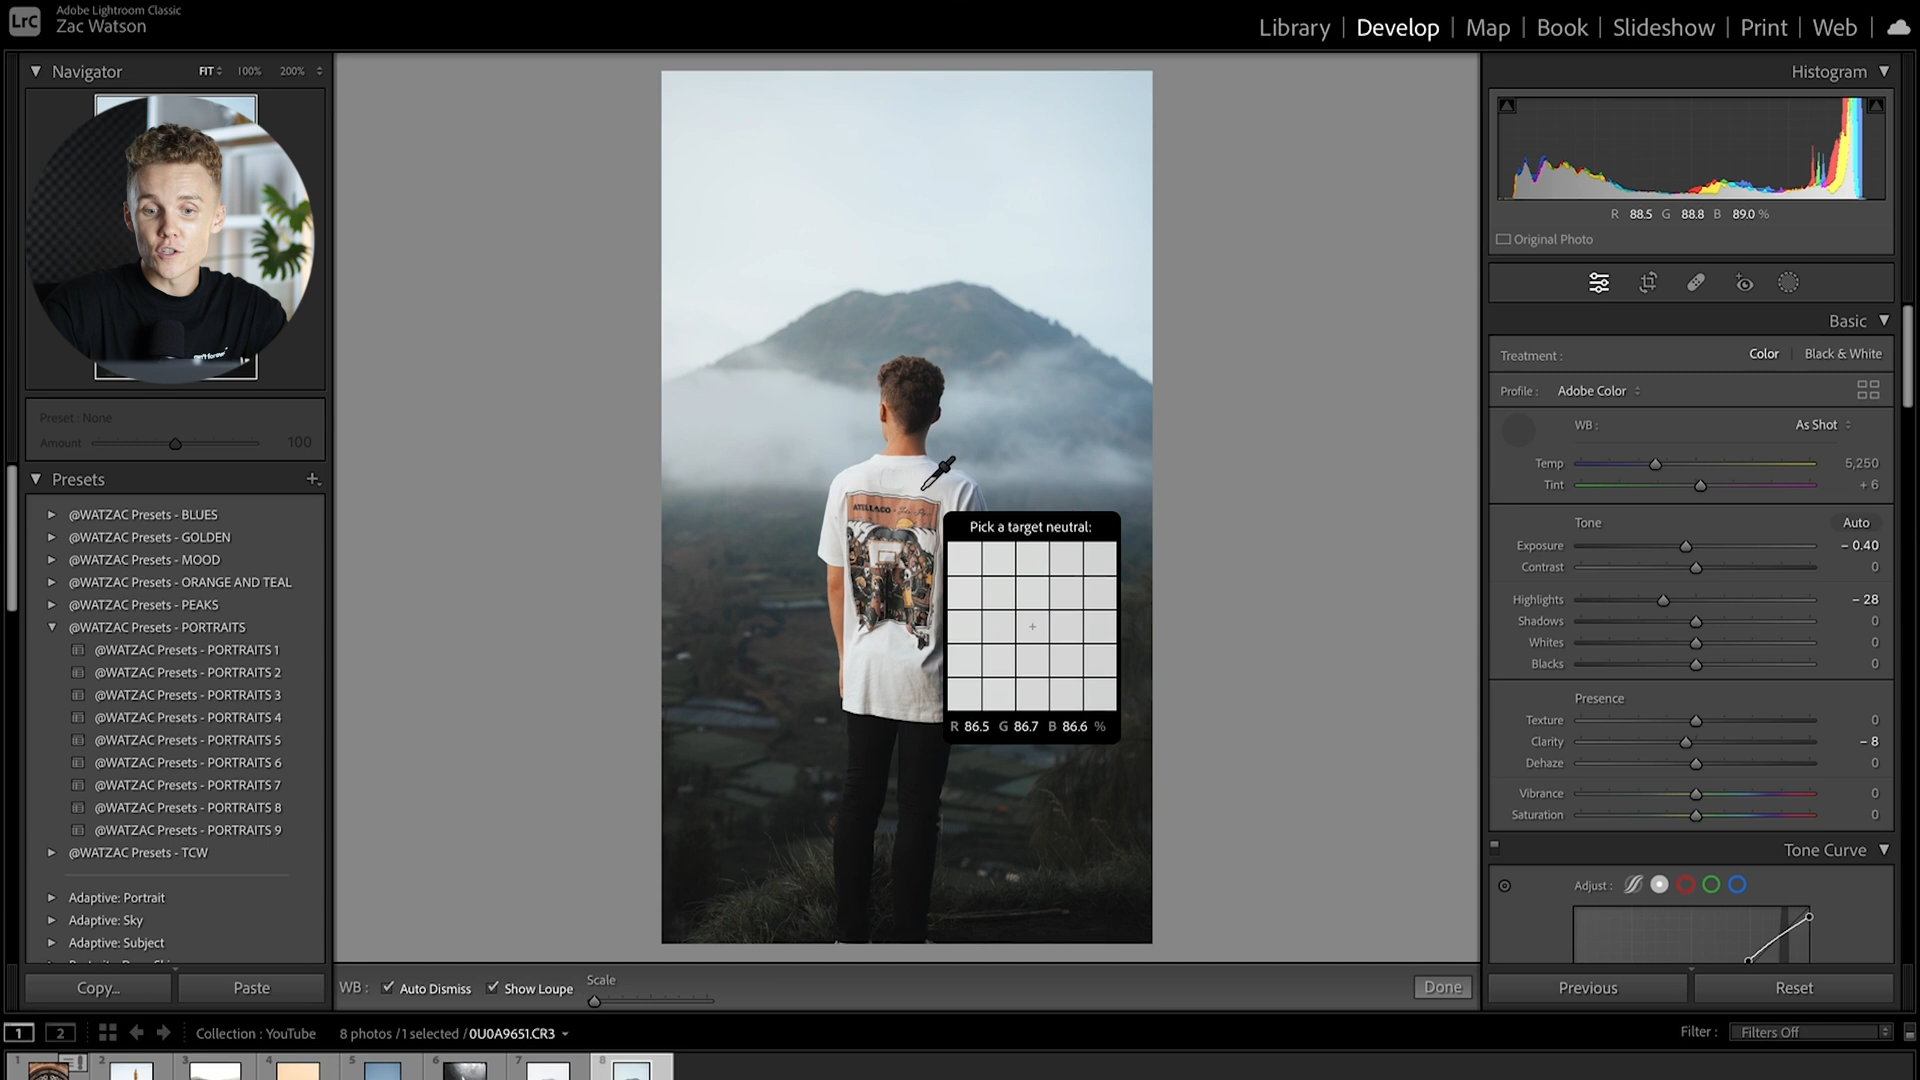 LrC
Adobe Lightroom Classic
Zac Watson
Library | Develop | Map | Book | Slideshow | Print | Web
Navigator FIT 100% 200%
Preset : None
Amount 100
Presets
@WATZAC Presets - BLUES
@WATZAC Presets - GOLDEN
@WATZAC Presets - MOOD
@WATZAC Presets - ORANGE AND TEAL
@WATZAC Presets - PEAKS
@WATZAC Presets - PORTRAITS
@WATZAC Presets - PORTRAITS 1
@WATZAC Presets - PORTRAITS 2
@WATZAC Presets - PORTRAITS 3
@WATZAC Presets - PORTRAITS 4
@WATZAC Presets - PORTRAITS 5
@WATZAC Presets - PORTRAITS 6
@WATZAC Presets - PORTRAITS 7
@WATZAC Presets - PORTRAITS 8
@WATZAC Presets - PORTRAITS 9
@WATZAC Presets - TCW
Adaptive: Portrait
Adaptive: Sky
Adaptive: Subject
Copy... Paste
Pick a target neutral:
R 86.5 G 86.7 B 86.6 %
WB : Auto Dismiss Show Loupe Scale
Done
Histogram
R 88.5 G 88.8 B 89.0 %
Original Photo
Basic
Treatment : Color | Black & White
Profile : Adobe Color
WB : As Shot
Temp 5,250
Tint + 6
Tone Auto
Exposure – 0.40
Contrast 0
Highlights – 28
Shadows 0
Whites 0
Blacks 0
Presence
Texture 0
Clarity – 8
Dehaze 0
Vibrance 0
Saturation 0
Tone Curve
Adjust :
Previous Reset
1 2 Collection : YouTube 8 photos / 1 selected / 0U0A9651.CR3
Filter : Filters Off
1 2 3 4 5 6 7 8